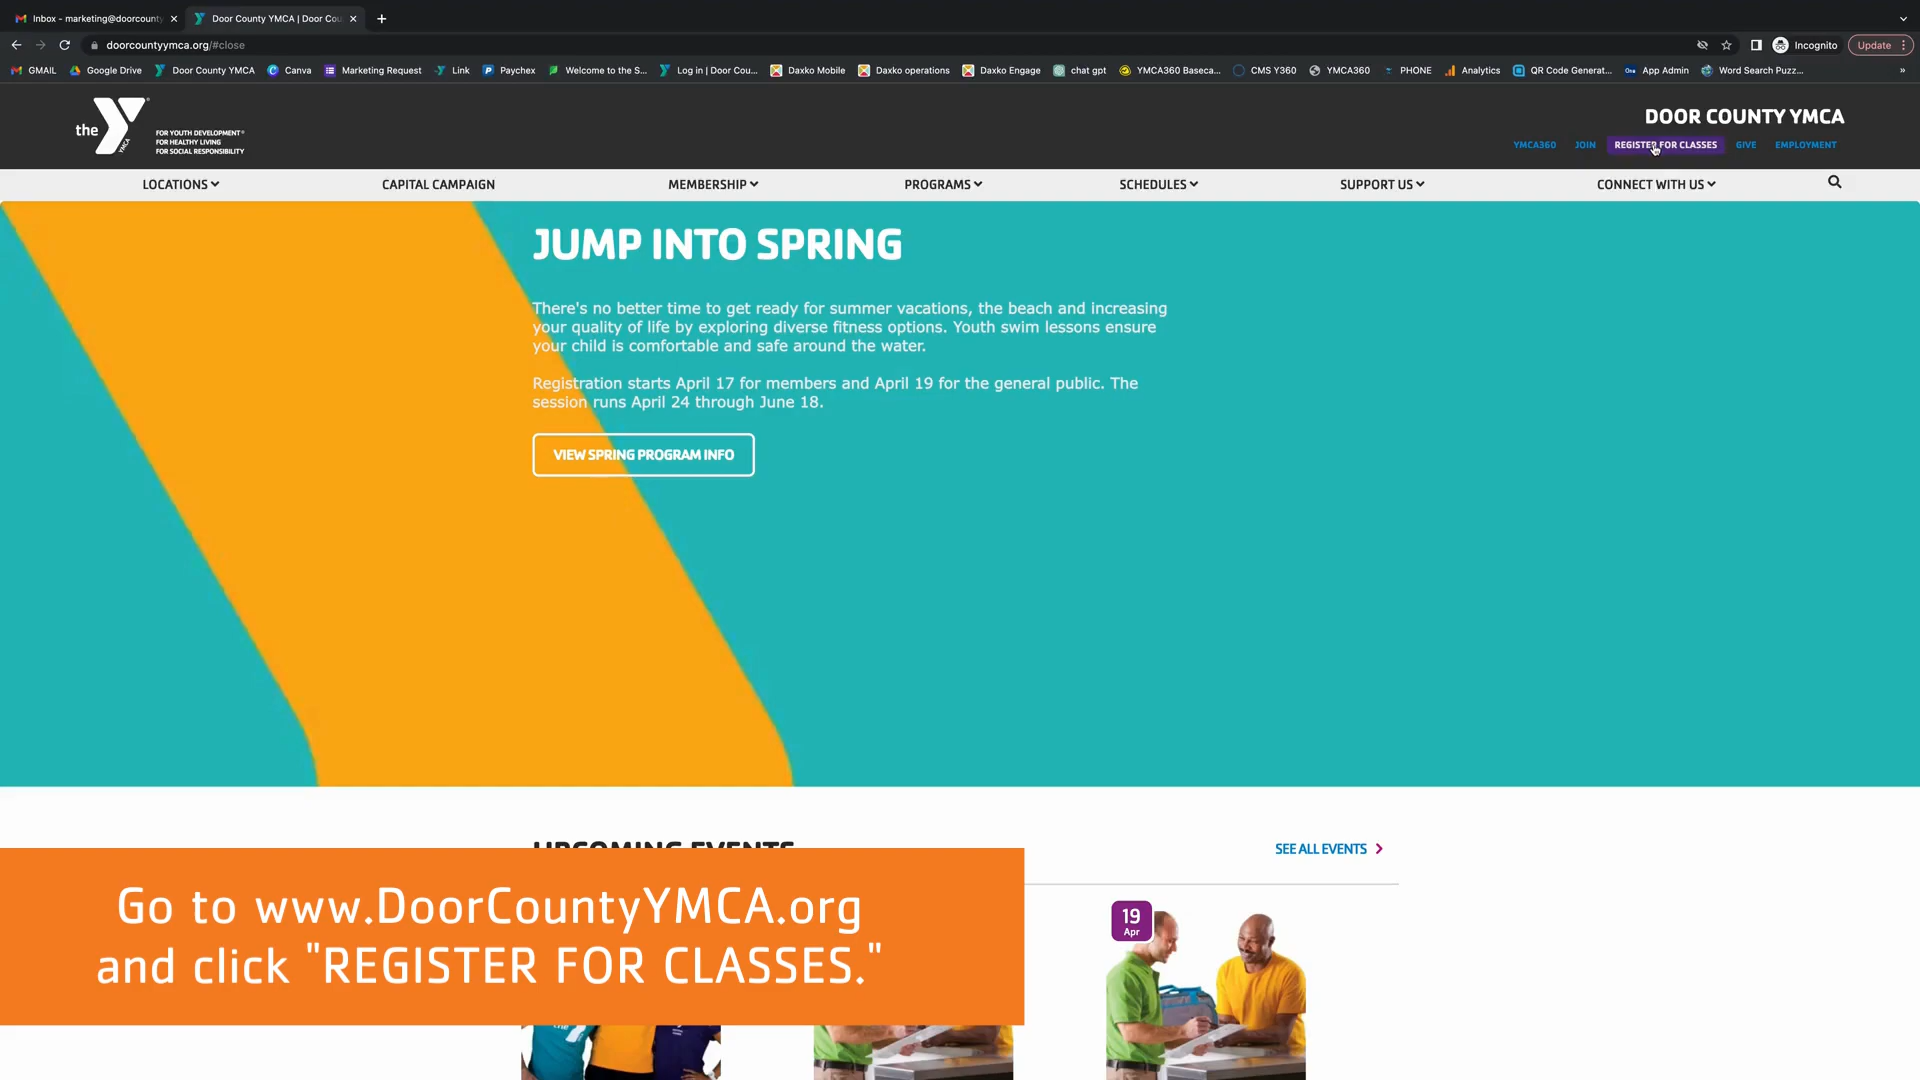 Inbox - marketing@doorcounty
Door County YMCA | Door Cou
doorcountyymca.org/#close
Incognito
Update
GMAIL
Google Drive
Door County YMCA
Canva
Marketing Request
Link
Paychex
Welcome to the S...
Log in | Door Cou...
Daxko Mobile
Daxko operations
Daxko Engage
chat gpt
YMCA360 Baseca...
CMS Y360
YMCA360
PHONE
Analytics
QR Code Generat...
App Admin
Word Search Puzz...
the Y
YMCA
FOR YOUTH DEVELOPMENT®
FOR HEALTHY LIVING
FOR SOCIAL RESPONSIBILITY
DOOR COUNTY YMCA
YMCA360 JOIN REGISTER FOR CLASSES GIVE EMPLOYMENT
LOCATIONS CAPITAL CAMPAIGN MEMBERSHIP PROGRAMS SCHEDULES SUPPORT US CONNECT WITH US
JUMP INTO SPRING
There's no better time to get ready for summer vacations, the beach and increasing
your quality of life by exploring diverse fitness options. Youth swim lessons ensure
your child is comfortable and safe around the water.
Registration starts April 17 for members and April 19 for the general public. The
session runs April 24 through June 18.
VIEW SPRING PROGRAM INFO
UPCOMING EVENTS
SEE ALL EVENTS
19
Apr
Go to www.DoorCountyYMCA.org
and click "REGISTER FOR CLASSES."